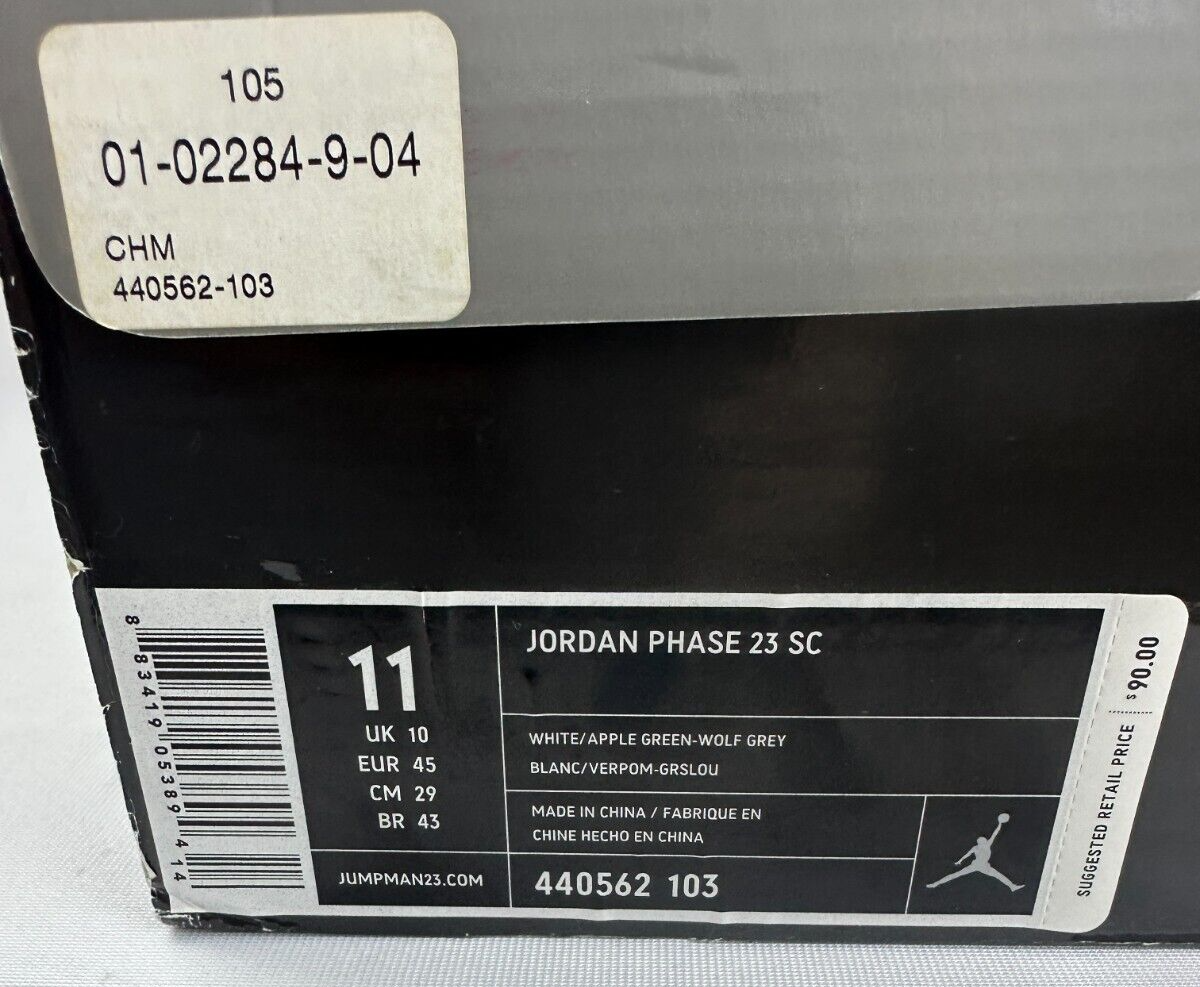 105
01-02284-9-04
CHM
440562-103
8 83419 05389 414
11
UK 10
EUR 45
CM 29
BR 43
JUMPMAN23.COM
JORDAN PHASE 23 SC
WHITE/APPLE GREEN-WOLF GREY
BLANC/VERPOM-GRSLOU
MADE IN CHINA / FABRIQUE EN
CHINE HECHO EN CHINA
440562 103
SUGGESTED RETAIL PRICE $90.00